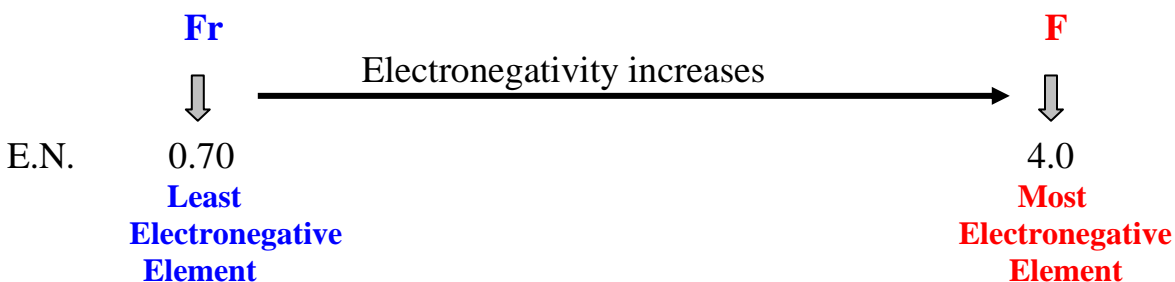 Fr F
Electronegativity increases
E.N. 0.70 4.0
Least Most
Electronegative Electronegative
Element Element